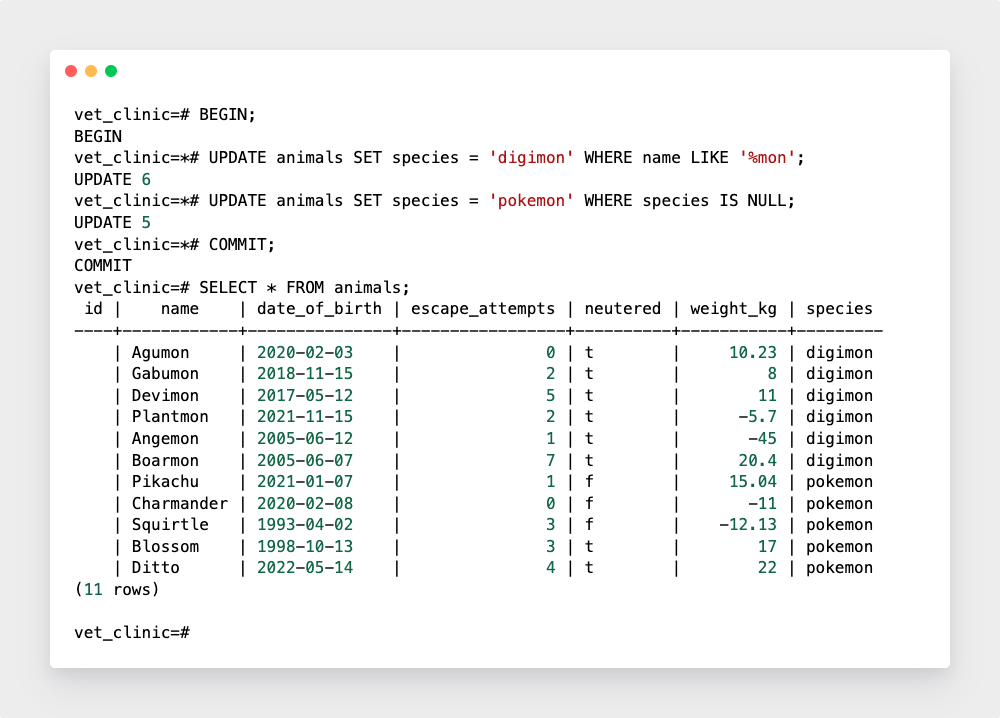 vet_clinic=# BEGIN;
BEGIN
vet_clinic=*# UPDATE animals SET species = 'digimon' WHERE name LIKE '%mon';
UPDATE 6
vet_clinic=*# UPDATE animals SET species = 'pokemon' WHERE species IS NULL;
UPDATE 5
vet_clinic=*# COMMIT;
COMMIT
vet_clinic=# SELECT * FROM animals;
 id |    name    | date_of_birth | escape_attempts | neutered | weight_kg | species
----+------------+---------------+-----------------+----------+-----------+---------
    | Agumon     | 2020-02-03    |               0 | t        |     10.23 | digimon
    | Gabumon    | 2018-11-15    |               2 | t        |         8 | digimon
    | Devimon    | 2017-05-12    |               5 | t        |        11 | digimon
    | Plantmon   | 2021-11-15    |               2 | t        |      -5.7 | digimon
    | Angemon    | 2005-06-12    |               1 | t        |       -45 | digimon
    | Boarmon    | 2005-06-07    |               7 | t        |      20.4 | digimon
    | Pikachu    | 2021-01-07    |               1 | f        |     15.04 | pokemon
    | Charmander | 2020-02-08    |               0 | f        |       -11 | pokemon
    | Squirtle   | 1993-04-02    |               3 | f        |    -12.13 | pokemon
    | Blossom    | 1998-10-13    |               3 | t        |        17 | pokemon
    | Ditto      | 2022-05-14    |               4 | t        |        22 | pokemon
(11 rows)

vet_clinic=#